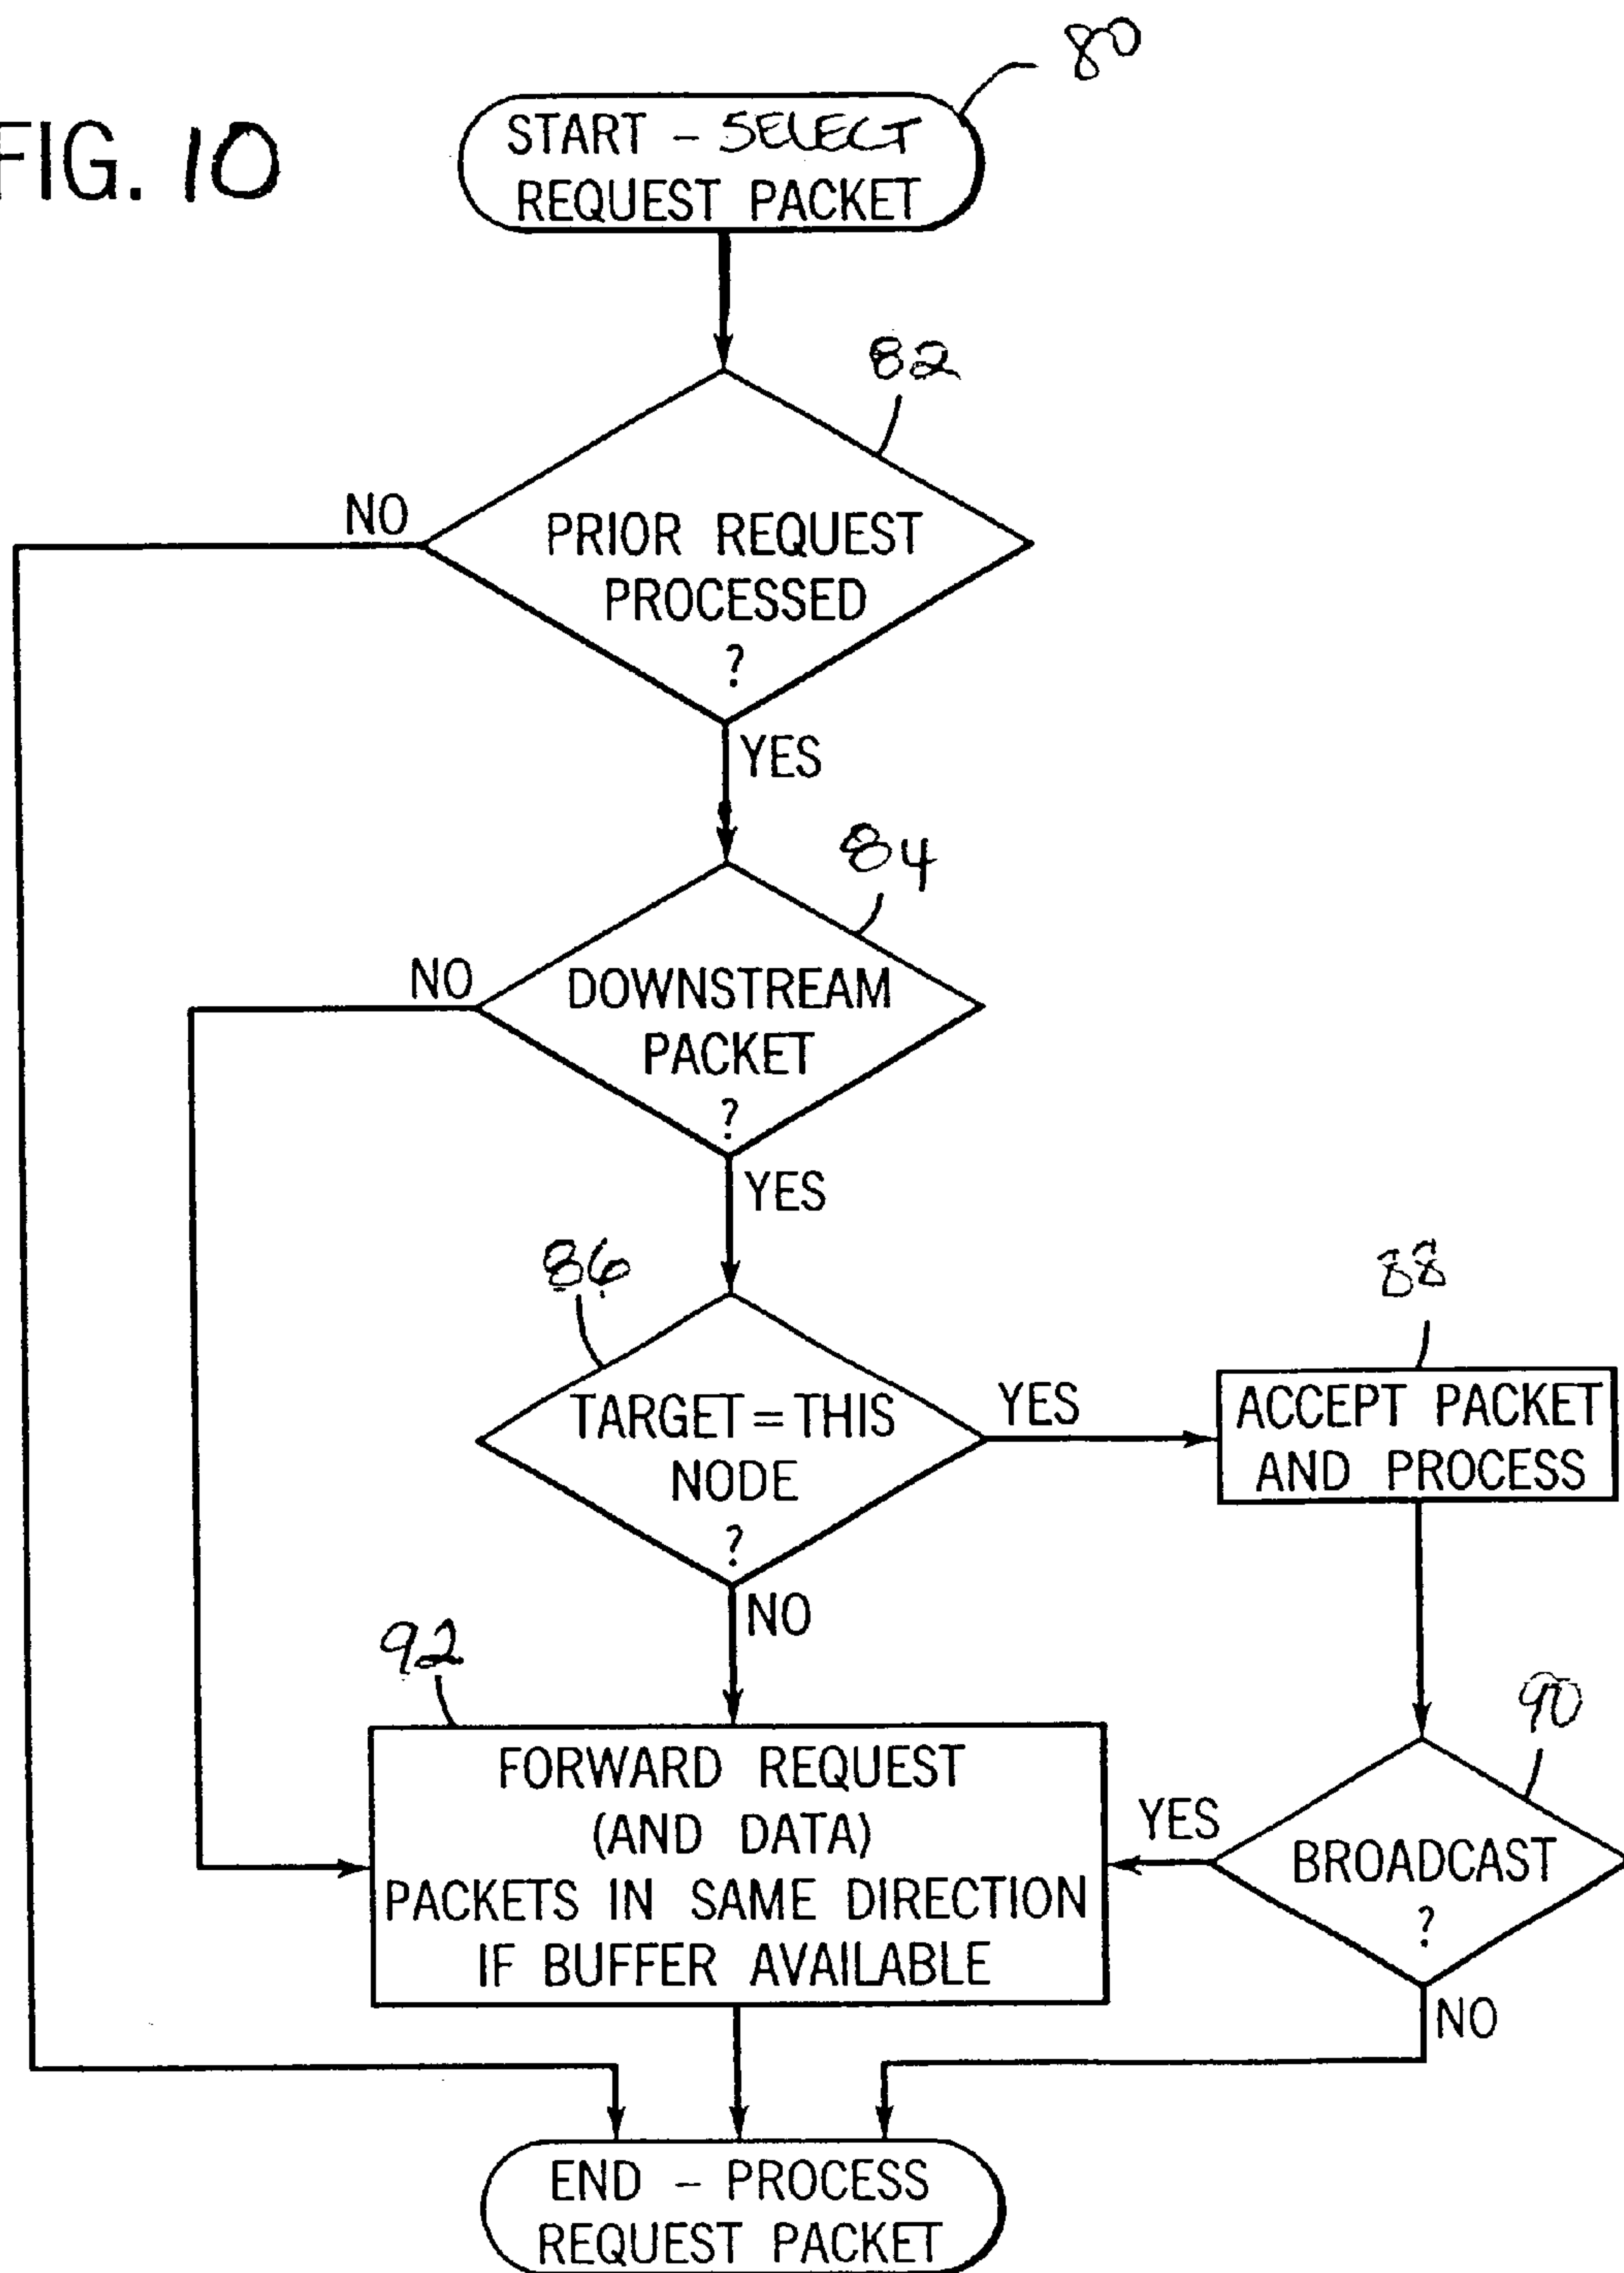 FIG. 10
80
START - SELECT
REQUEST PACKET
82
NO
PRIOR REQUEST
PROCESSED
?
YES
84
NO
DOWNSTREAM
PACKET
?
YES
86
88
TARGET = THIS
NODE
?
YES
ACCEPT PACKET
AND PROCESS
NO
92
90
FORWARD REQUEST
(AND DATA)
PACKETS IN SAME DIRECTION
IF BUFFER AVAILABLE
YES
BROADCAST
?
NO
END - PROCESS
REQUEST PACKET